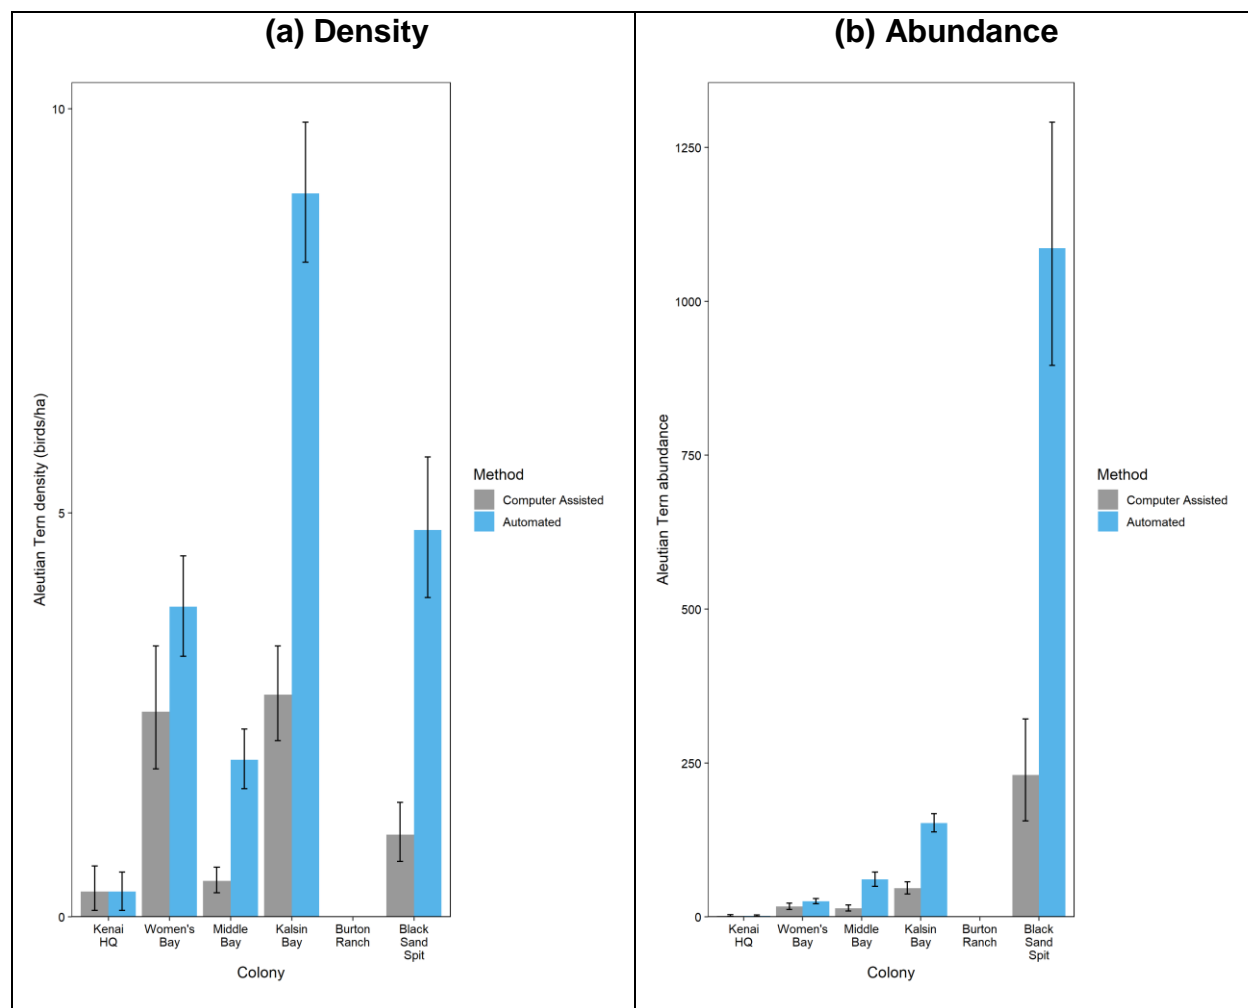 (a) Density
Aleutian Tern density (birds/ha)
10
5
0
Kenai
HQ
Women's
Bay
Middle
Bay
Kalsin
Bay
Burton
Ranch
Black
Sand
Spit
Colony
Method
Computer Assisted
Automated
(b) Abundance
Aleutian Tern abundance
1250
1000
750
500
250
0
Kenai
HQ
Women's
Bay
Middle
Bay
Kalsin
Bay
Burton
Ranch
Black
Sand
Spit
Colony
Method
Computer Assisted
Automated